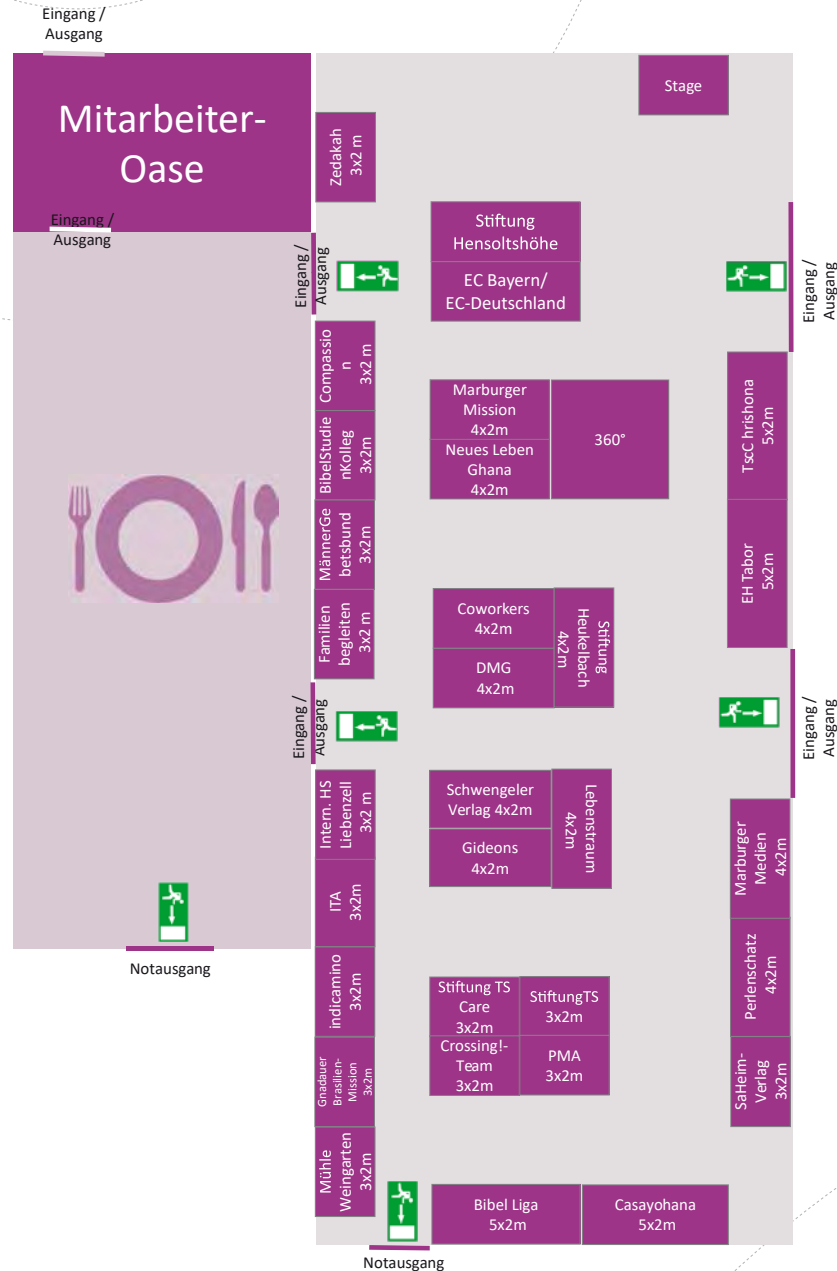 Eingang /
Ausgang
Mitarbeiter-
Oase
Stage
Zedakah
3x2 m
Eingang /
Ausgang
Stiftung
Hensoltshöhe
EC Bayern/
EC-Deutschland
Eingang /
Ausgang
Eingang /
Ausgang
Compassio
n
3x2 m
BibelStudie
nKolleg
3x2m
MännerGe
betsbund
3x2m
Familien
begleiten
3x2 m
Marburger
Mission
4x2m
Neues Leben
Ghana
4x2m
360°
TscC hrishona
5x2m
EH Tabor
5x2m
Coworkers
4x2m
DMG
4x2m
Stiftung
Heukelbach
4x2m
Eingang /
Ausgang
Eingang /
Ausgang
Intern. HS
Liebenzell
3x2 m
ITA
3x2m
indicamino
3x2m
Gnadauer
Brasilien-
Mission
3x2m
Mühle
Weingarten
3x2m
Schwengeler
Verlag 4x2m
Gideons
4x2m
Lebenstraum
4x2m
Marburger
Medien
4x2m
Perlenschatz
4x2m
SaHeim-
Verlag
3x2m
Notausgang
Stiftung TS
Care
3x2m
StiftungTS
3x2m
Crossing!-
Team
3x2m
PMA
3x2m
Bibel Liga
5x2m
Casayohana
5x2m
Notausgang